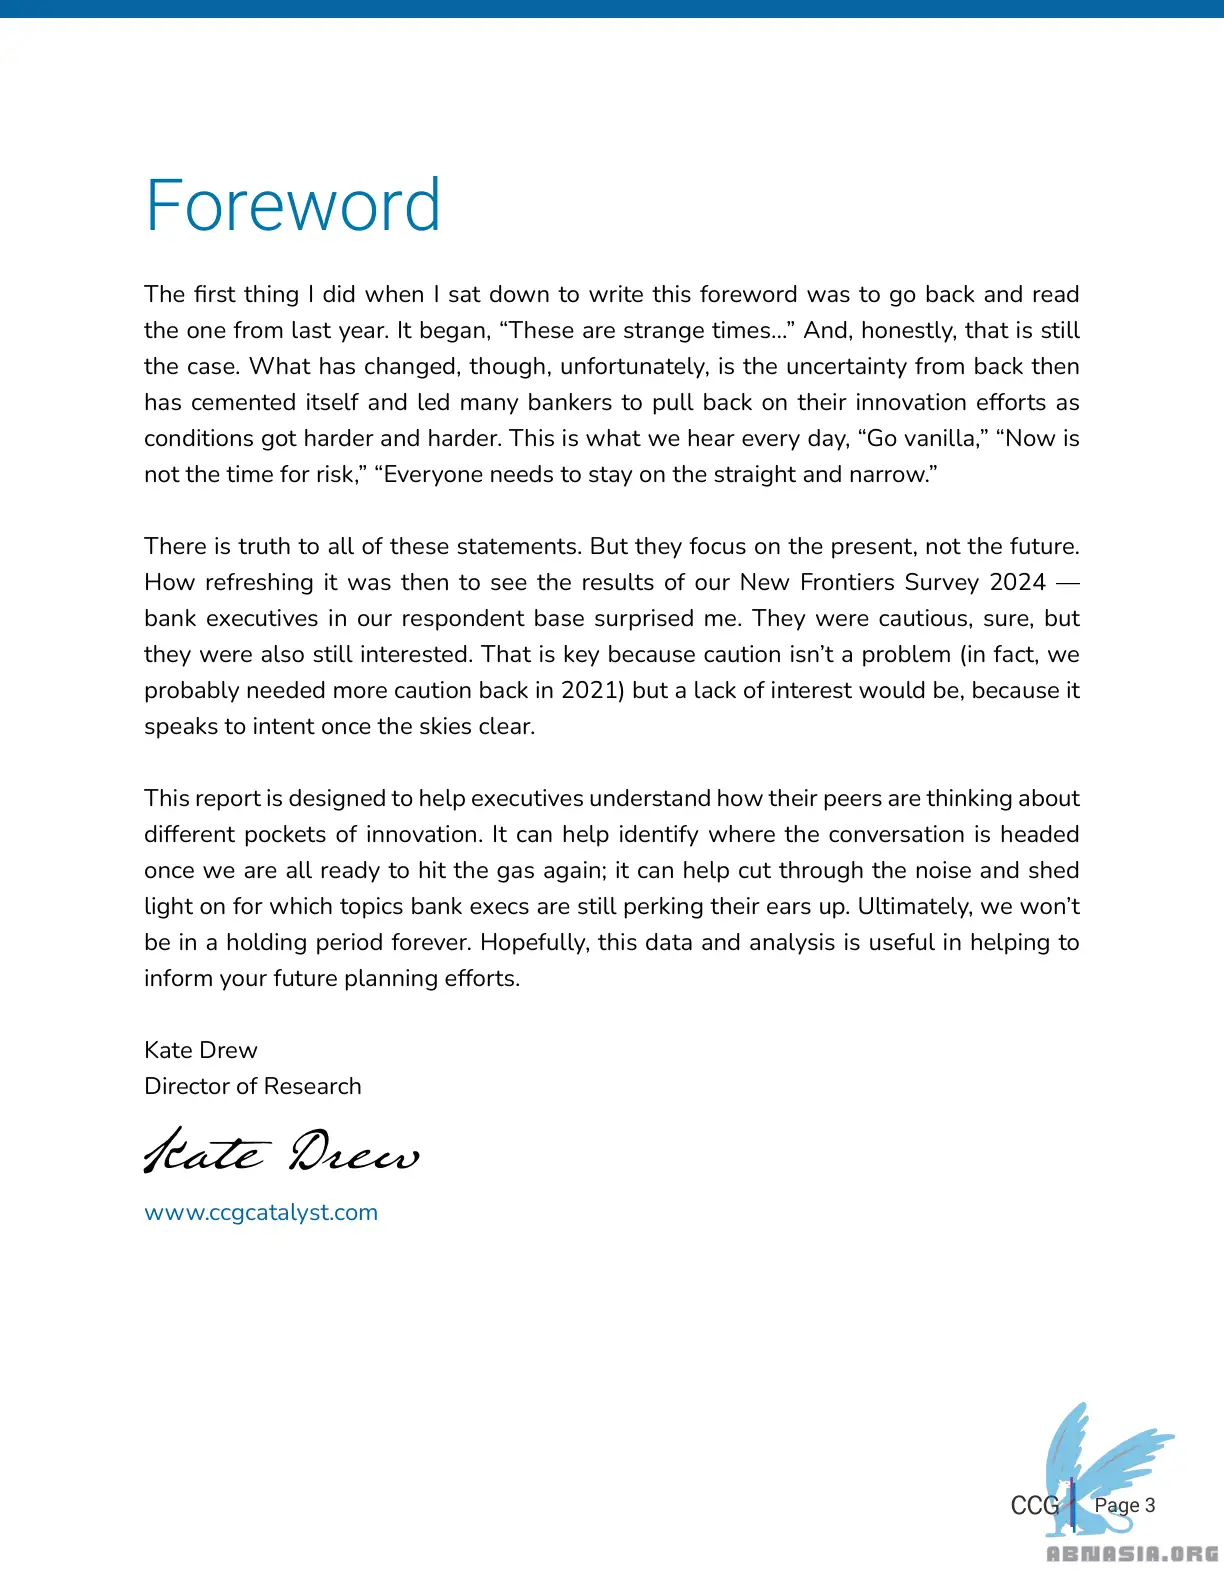 Foreword
The first thing I did when I sat down to write this foreword was to go back and read
the one from last year. It began, “These are strange times...” And, honestly, that is still
the case. What has changed, though, unfortunately, is the uncertainty from back then
has cemented itself and led many bankers to pull back on their innovation efforts as
conditions got harder and harder. This is what we hear every day, “Go vanilla,” “Now is
not the time for risk,” “Everyone needs to stay on the straight and narrow.”
There is truth to all of these statements. But they focus on the present, not the future.
How refreshing it was then to see the results of our New Frontiers Survey 2024 —
bank executives in our respondent base surprised me. They were cautious, sure, but
they were also still interested. That is key because caution isn’t a problem (in fact, we
probably needed more caution back in 2021) but a lack of interest would be, because it
speaks to intent once the skies clear.
This report is designed to help executives understand how their peers are thinking about
different pockets of innovation. It can help identify where the conversation is headed
once we are all ready to hit the gas again; it can help cut through the noise and shed
light on for which topics bank execs are still perking their ears up. Ultimately, we won’t
be in a holding period forever. Hopefully, this data and analysis is useful in helping to
inform your future planning efforts.
Kate Drew
Director of Research
Kate Drew
www.ccgcatalyst.com
CCG Page 3
ABNASIA.ORG